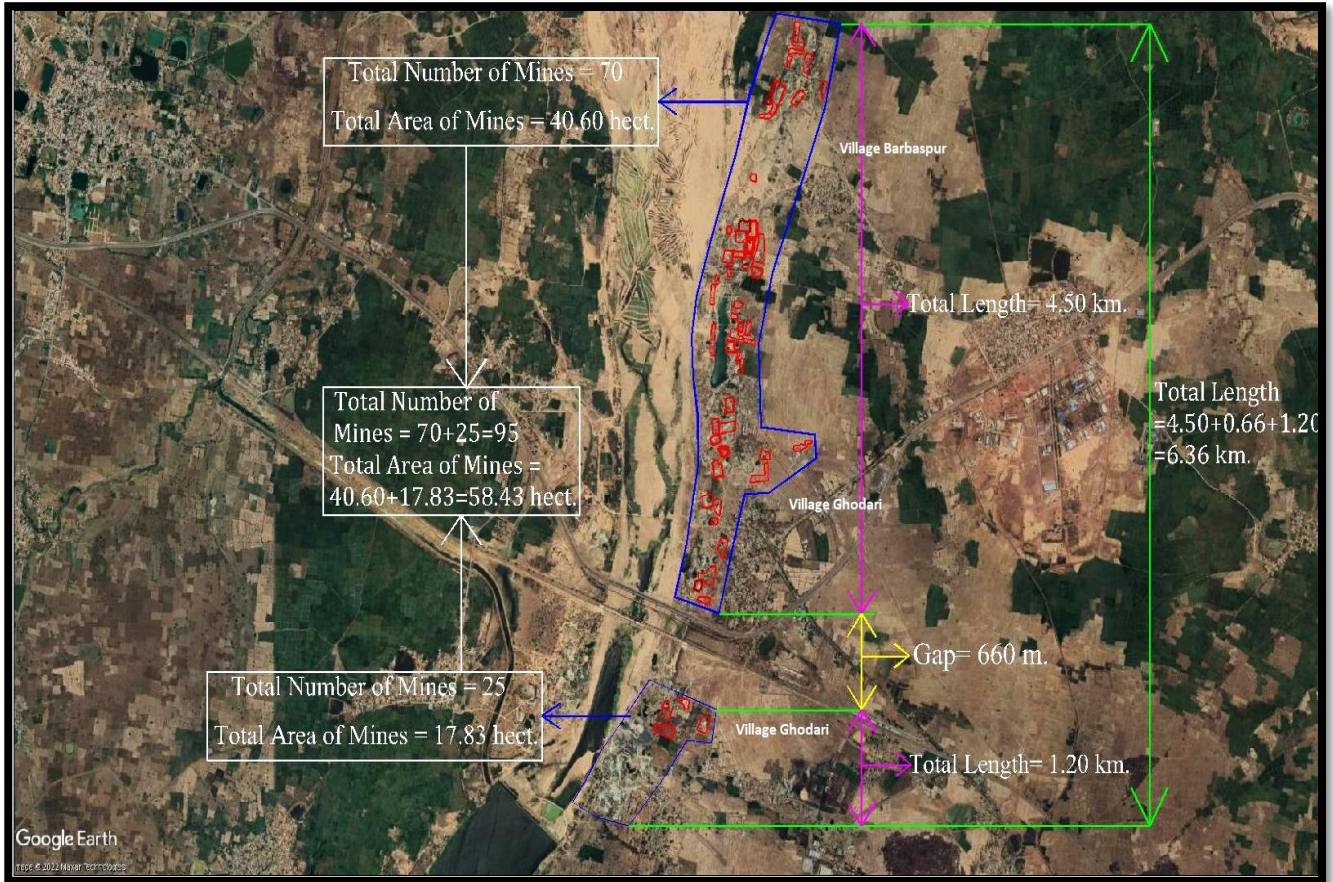 Total Number of Mines = 70
Total Area of Mines = 40.60 hect.
Village Barbaspur
Total Length= 4.50 km.
Total Number of
Mines = 70+25=95
Total Area of Mines =
40.60+17.83=58.43 hect.
Total Length
=4.50+0.66+1.20
=6.36 km.
Village Ghodari
Gap= 660 m.
Total Number of Mines = 25
Total Area of Mines = 17.83 hect.
Village Ghodari
Total Length= 1.20 km.
Google Earth
© 2022 Maxar Technologies